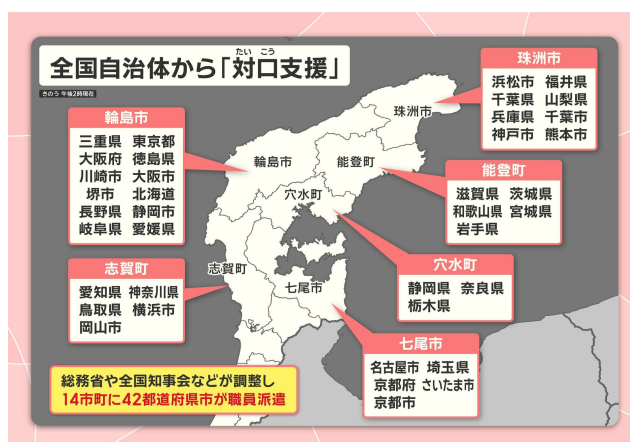 全国自治体から「対口支援」
たい こう
きのう 午後2時現在
珠洲市
浜松市 福井県
千葉県 山梨県
兵庫県 千葉市
神戸市 熊本市
輪島市
三重県 東京都
大阪府 徳島県
川崎市 大阪市
堺市 北海道
長野県 静岡市
岐阜県 愛媛県
珠洲市
輪島市
能登町
穴水町
志賀町
七尾市
能登町
滋賀県 茨城県
和歌山県 宮城県
岩手県
志賀町
愛知県 神奈川県
鳥取県 横浜市
岡山市
穴水町
静岡県 奈良県
栃木県
七尾市
名古屋市 埼玉県
京都府 さいたま市
京都市
総務省や全国知事会などが調整し
14市町に42都道府県市が職員派遣